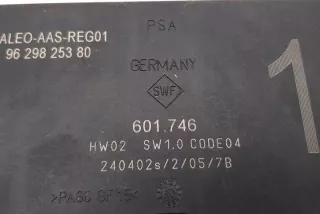 ALEO-AAS-REG01
96 298 253 80
PSA
GERMANY
SWF
601.746
HW02 SW1.0 CODE04
240402s/2/05/7B
1